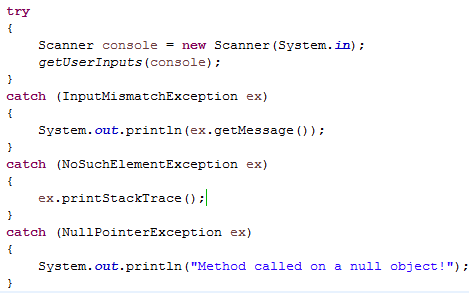 try
{
    Scanner console = new Scanner(System.in);
    getUserInputs(console);
}
catch (InputMismatchException ex)
{
    System.out.println(ex.getMessage());
}
catch (NoSuchElementException ex)
{
    ex.printStackTrace();
}
catch (NullPointerException ex)
{
    System.out.println("Method called on a null object!");
}